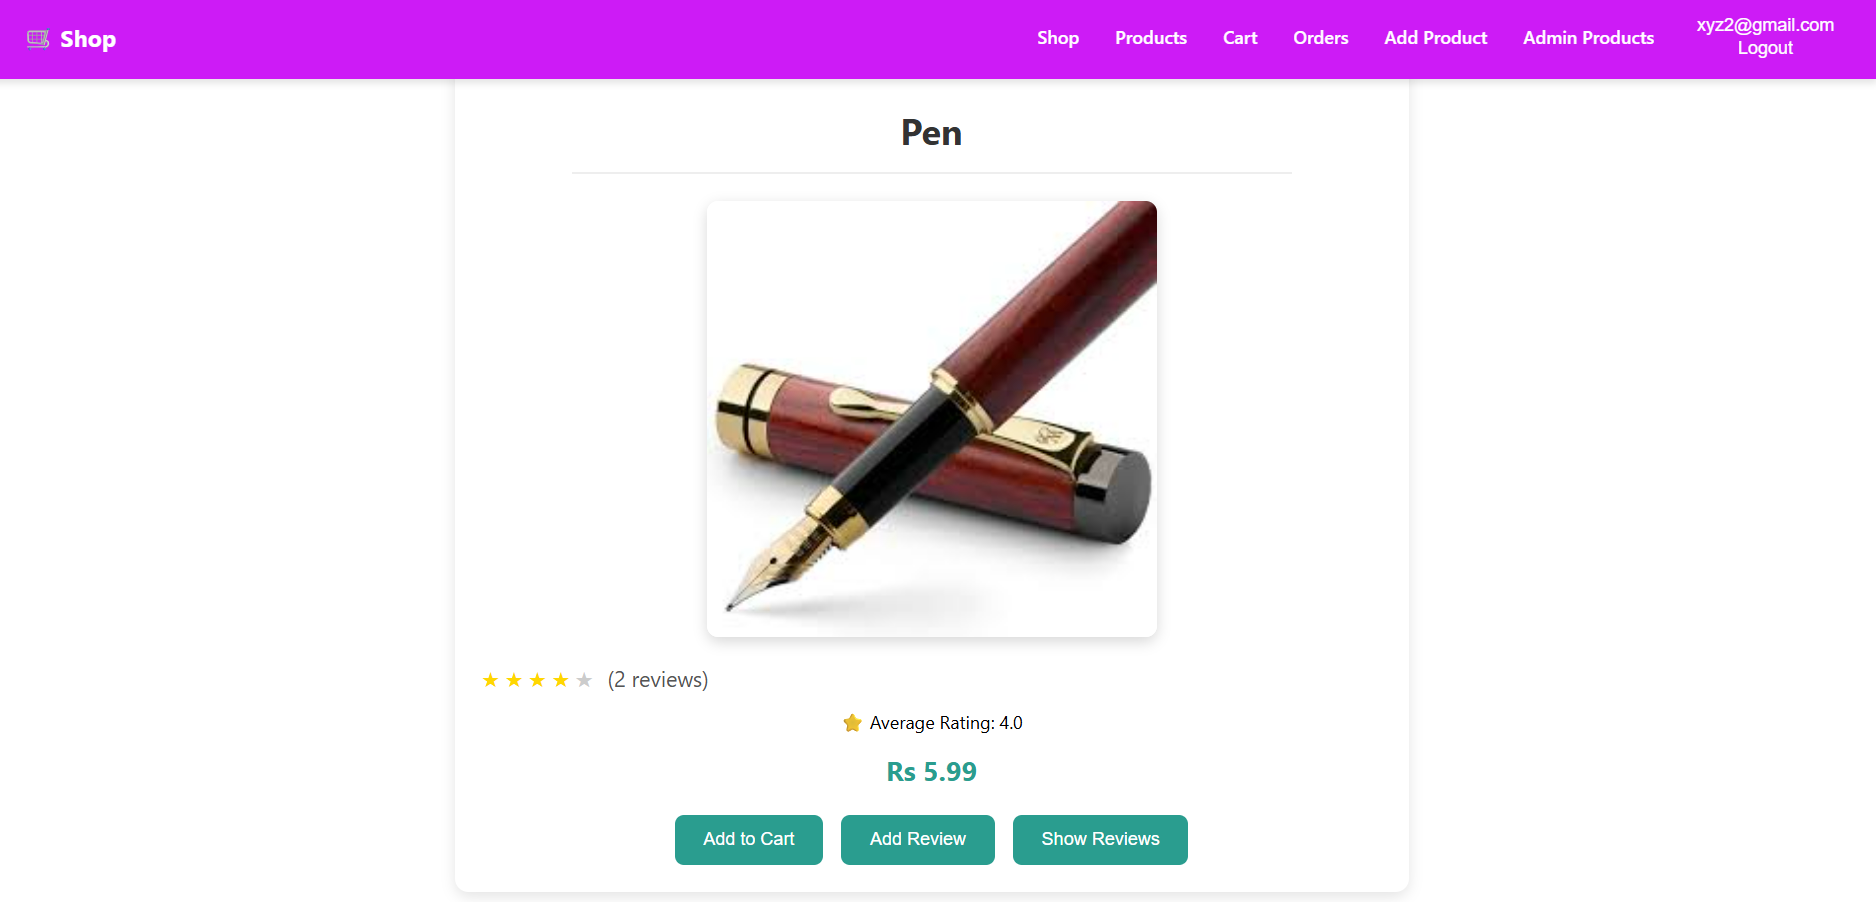 Shop
Shop Products Cart Orders Add Product Admin Products
xyz2@gmail.com
Logout
Pen
(2 reviews)
Average Rating: 4.0
Rs 5.99
Add to Cart Add Review Show Reviews